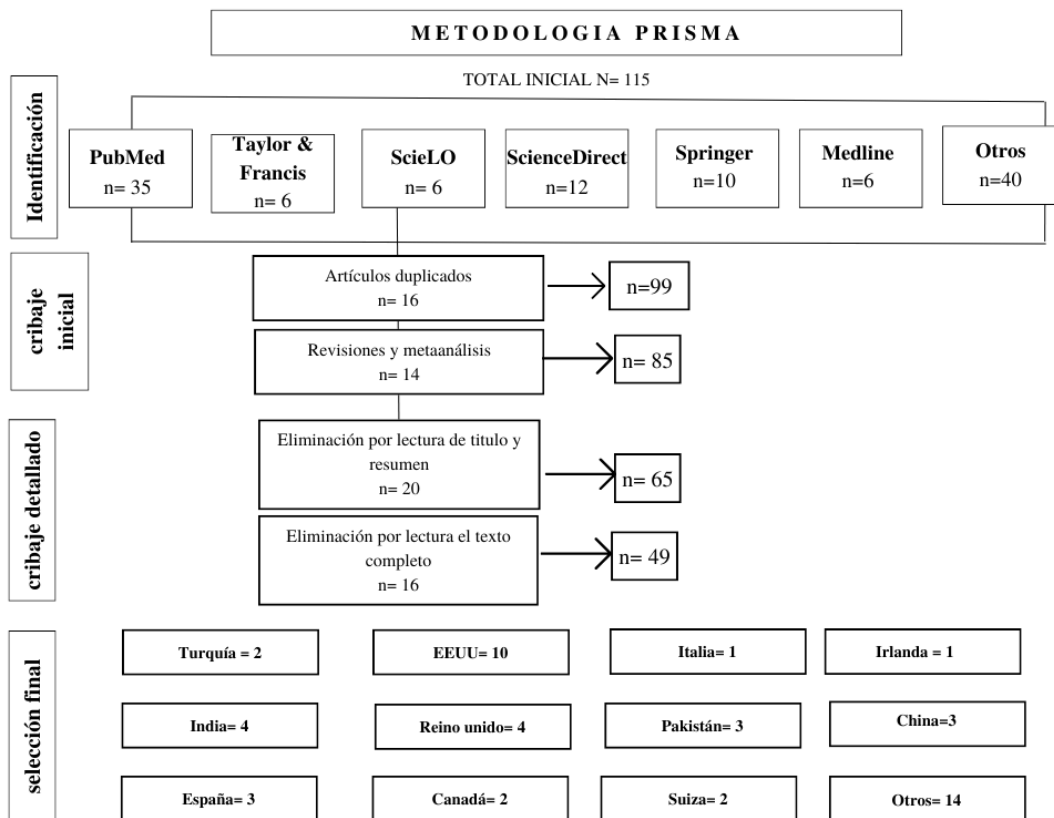 METODOLOGIA PRISMA
TOTAL INICIAL N= 115
Identificación
PubMed
n= 35
Taylor &
Francis
n= 6
ScieLO
n= 6
ScienceDirect
n=12
Springer
n=10
Medline
n=6
Otros
n=40
cribaje
inicial
Artículos duplicados
n= 16
n=99
Revisiones y metaanálisis
n= 14
n= 85
cribaje detallado
Eliminación por lectura de titulo y
resumen
n= 20
n= 65
Eliminación por lectura el texto
completo
n= 16
n= 49
selección final
Turquía = 2
EEUU= 10
Italia= 1
Irlanda = 1
India= 4
Reino unido= 4
Pakistán= 3
China=3
España= 3
Canadá= 2
Suiza= 2
Otros= 14